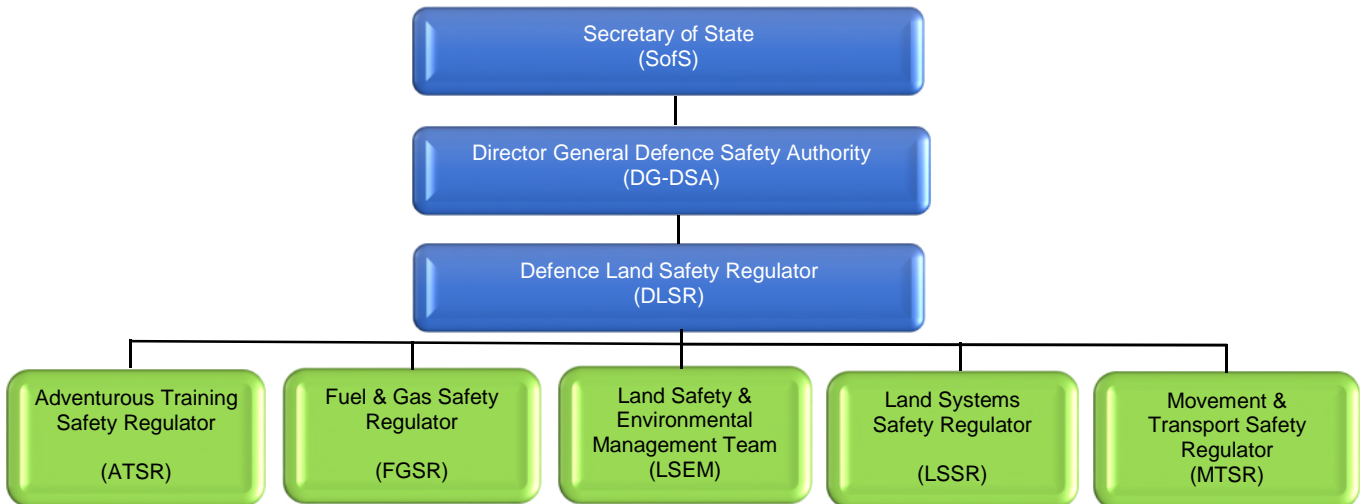 Secretary of State
(SofS)
Director General Defence Safety Authority
(DG-DSA)
Defence Land Safety Regulator
(DLSR)
Adventurous Training
Safety Regulator
(ATSR)
Fuel & Gas Safety
Regulator
(FGSR)
Land Safety &
Environmental
Management Team
(LSEM)
Land Systems
Safety Regulator
(LSSR)
Movement &
Transport Safety
Regulator
(MTSR)